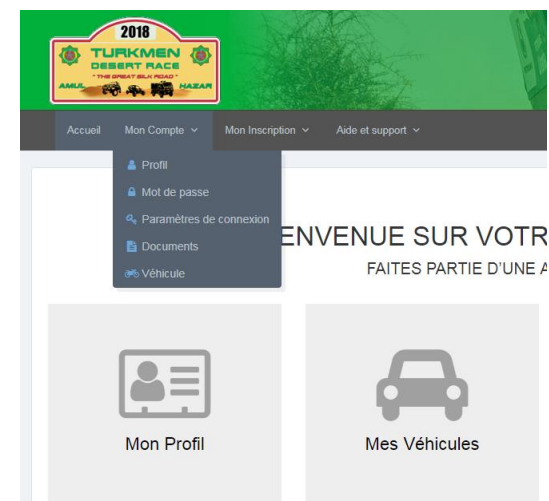 2018
TURKMEN
DESERT RACE
"THE GREAT SILK ROAD"
AMUL
HAZAR
Accueil
Mon Compte
Mon Inscription
Aide et support
Profil
Mot de passe
Paramètres de connexion
Documents
Véhicule
ENVENUE SUR VOTR
FAITES PARTIE D'UNE A
Mon Profil
Mes Véhicules